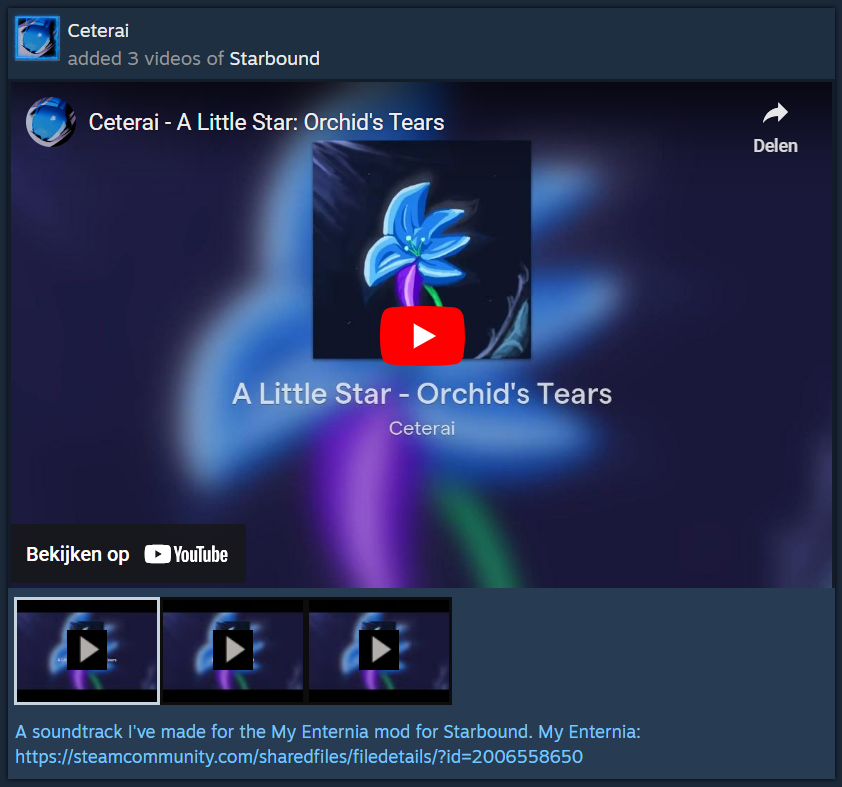 Ceterai
added 3 videos of Starbound
Ceterai - A Little Star: Orchid's Tears
Delen
A Little Star - Orchid's Tears
Ceterai
Bekijken op YouTube
A soundtrack I've made for the My Enternia mod for Starbound. My Enternia:
https://steamcommunity.com/sharedfiles/filedetails/?id=2006558650